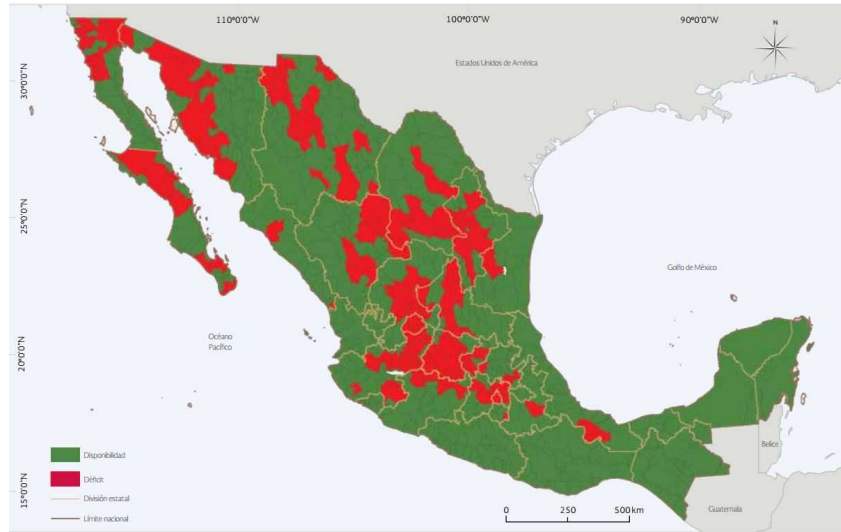 110°0'0"W
100°0'0"W
90°0'0"W
N
Estados Unidos de América
30°0'0"N
25°0'0"N
Golfo de México
Océano
Pacífico
20°0'0"N
Disponibilidad
Déficit
División estatal
Límite nacional
Belice
Guatemala
15°0'0"N
0 250 500 km